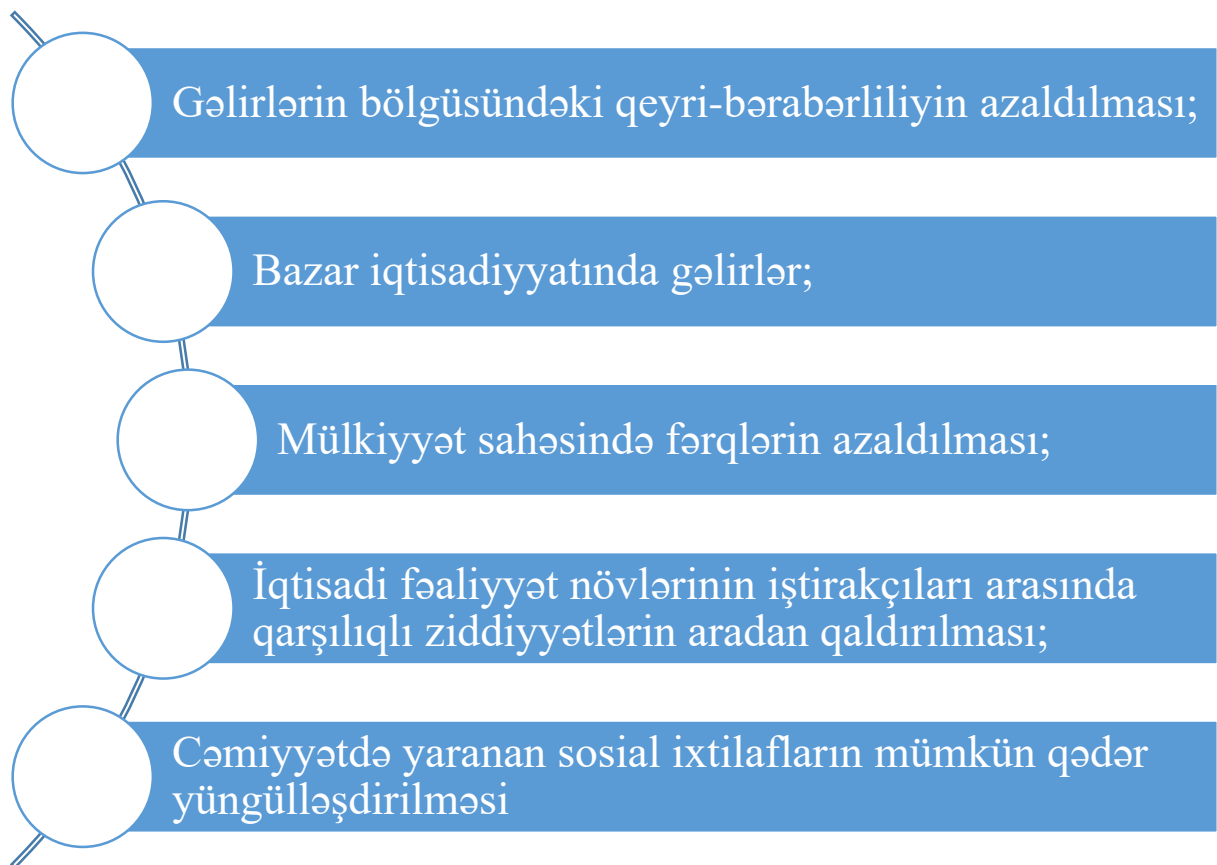 Gəlirlərin bölgüsündəki qeyri-bərabərliliyin azaldılması;
Bazar iqtisadiyyatında gəlirlər;
Mülkiyyət sahəsində fərqlərin azaldılması;
İqtisadi fəaliyyət növlərinin iştirakçıları arasında
qarşılıqlı ziddiyyətlərin aradan qaldırılması;
Cəmiyyətdə yaranan sosial ixtilafların mümkün qədər
yüngülləşdirilməsi